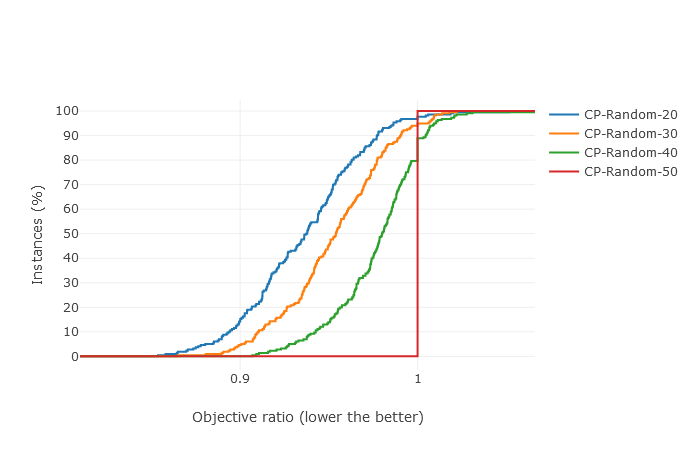 100
90
80
70
60
50
40
30
20
10
0
Instances (%)
0.9
1
Objective ratio (lower the better)
CP-Random-20
CP-Random-30
CP-Random-40
CP-Random-50